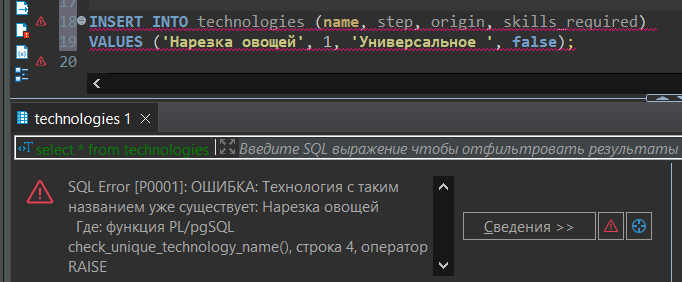 17
18 INSERT INTO technologies (name, step, origin, skills_required)
19 VALUES ('Нарезка овощей', 1, 'Универсальное ', false);
20
technologies 1
select * from technologies Введите SQL выражение чтобы отфильтровать результаты
SQL Error [P0001]: ОШИБКА: Технология с таким
названием уже существует: Нарезка овощей
Где: функция PL/pgSQL
check_unique_technology_name(), строка 4, оператор
RAISE
Сведения >>